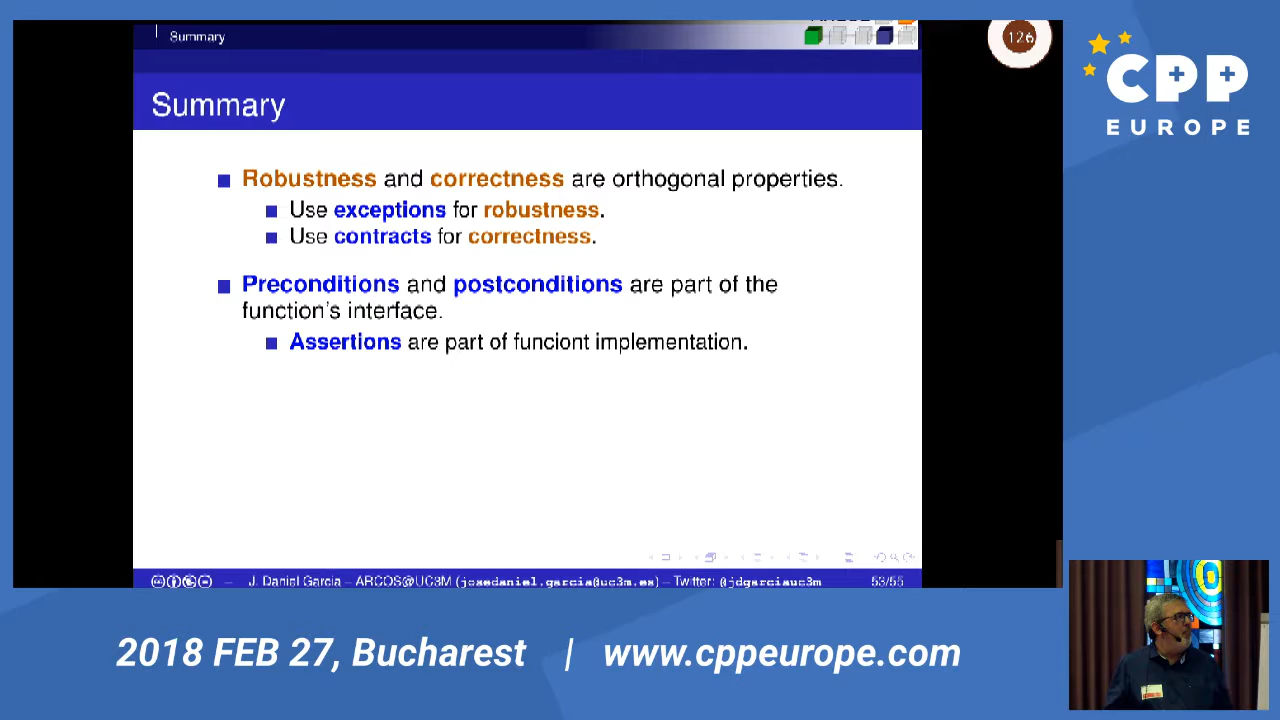 Summary
126
Summary
Robustness and correctness are orthogonal properties.
Use exceptions for robustness.
Use contracts for correctness.
Preconditions and postconditions are part of the
function's interface.
Assertions are part of funciont implementation.
J. Daniel Garcia – ARCOS@UC3M (josedaniel.garcia@uc3m.es) – Twitter: @jdgarciauc3m
53/55
CPP
EUROPE
2018 FEB 27, Bucharest | www.cppeurope.com